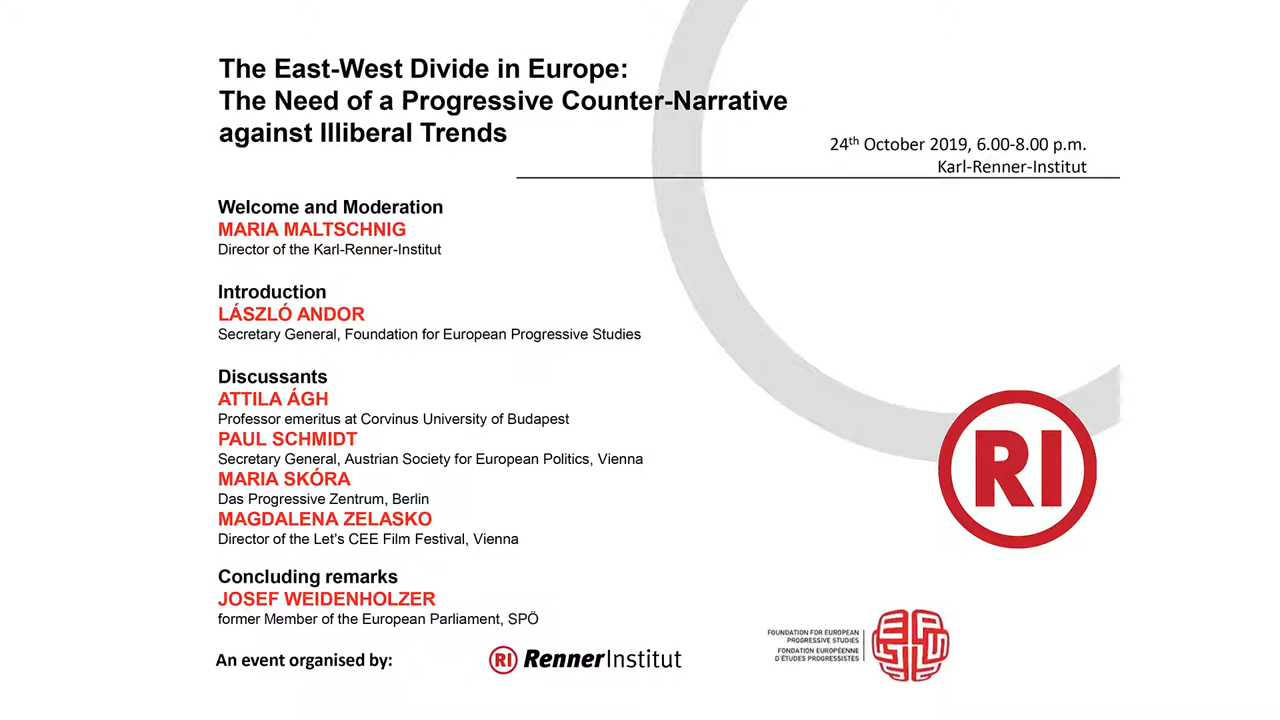 The East-West Divide in Europe:
The Need of a Progressive Counter-Narrative
against Illiberal Trends
24th October 2019, 6.00-8.00 p.m.
Karl-Renner-Institut
Welcome and Moderation
MARIA MALTSCHNIG
Director of the Karl-Renner-Institut
Introduction
LÁSZLÓ ANDOR
Secretary General, Foundation for European Progressive Studies
Discussants
ATTILA ÁGH
Professor emeritus at Corvinus University of Budapest
PAUL SCHMIDT
Secretary General, Austrian Society for European Politics, Vienna
MARIA SKÓRA
Das Progressive Zentrum, Berlin
MAGDALENA ZELASKO
Director of the Let's CEE Film Festival, Vienna
RI
Concluding remarks
JOSEF WEIDENHOLZER
former Member of the European Parliament, SPÖ
An event organised by:
RI RennerInstitut
FOUNDATION FOR EUROPEAN
PROGRESSIVE STUDIES
FONDATION EUROPÉENNE
D'ÉTUDES PROGRESSISTES
FEPS